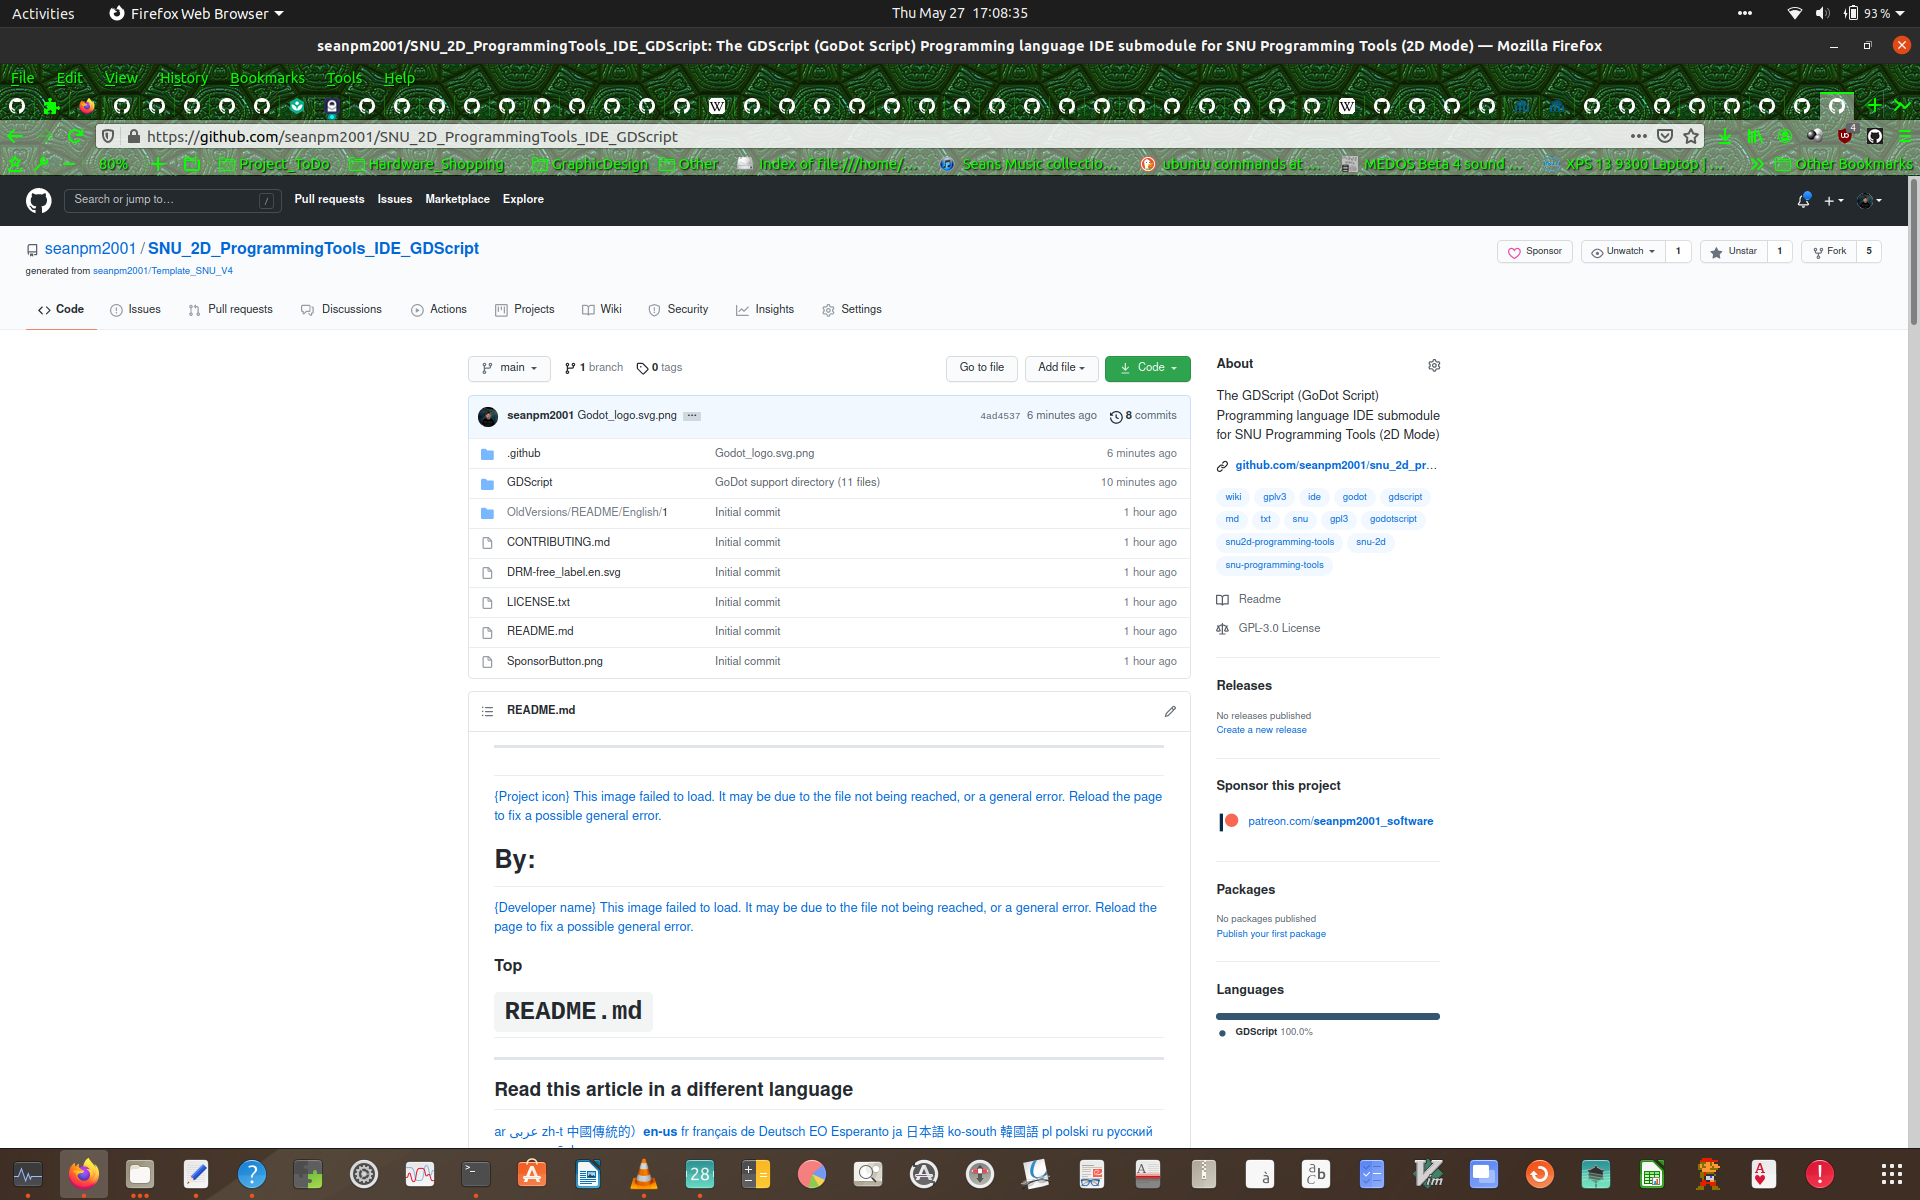 Activities
Firefox Web Browser
Thu May 27 17:08:35
93 %
seanpm2001/SNU_2D_ProgrammingTools_IDE_GDScript: The GDScript (GoDot Script) Programming language IDE submodule for SNU Programming Tools (2D Mode) — Mozilla Firefox
File Edit View History Bookmarks Tools Help
https://github.com/seanpm2001/SNU_2D_ProgrammingTools_IDE_GDScript
4
80% Project_ToDo Hardware_Shopping GraphicDesign Other Index of file:///home/... Seans Music collectio... ubuntu commands at ... MEDOS Beta 4 sound ... XPS 13 9300 Laptop | ... Other Bookmarks
Search or jump to… /
Pull requests Issues Marketplace Explore
seanpm2001 / SNU_2D_ProgrammingTools_IDE_GDScript
Sponsor Unwatch 1 Unstar 1 Fork 5
generated from seanpm2001/Template_SNU_V4
Code Issues Pull requests Discussions Actions Projects Wiki Security Insights Settings
main 1 branch 0 tags
Go to file Add file Code
seanpm2001 Godot_logo.svg.png … 4ad4537 6 minutes ago 8 commits
.github Godot_logo.svg.png 6 minutes ago
GDScript GoDot support directory (11 files) 10 minutes ago
OldVersions/README/English/1 Initial commit 1 hour ago
CONTRIBUTING.md Initial commit 1 hour ago
DRM-free_label.en.svg Initial commit 1 hour ago
LICENSE.txt Initial commit 1 hour ago
README.md Initial commit 1 hour ago
SponsorButton.png Initial commit 1 hour ago
README.md
{Project icon} This image failed to load. It may be due to the file not being reached, or a general error. Reload the page
to fix a possible general error.
By:
{Developer name} This image failed to load. It may be due to the file not being reached, or a general error. Reload the
page to fix a possible general error.
Top
README.md
Read this article in a different language
ar عربى zh-t 中國傳統的）en-us fr français de Deutsch EO Esperanto ja 日本語 ko-south 韓國語 pl polski ru русский
About
The GDScript (GoDot Script)
Programming language IDE submodule
for SNU Programming Tools (2D Mode)
github.com/seanpm2001/snu_2d_pr…
wiki gplv3 ide godot gdscript
md txt snu gpl3 godotscript
snu2d-programming-tools snu-2d
snu-programming-tools
Readme
GPL-3.0 License
Releases
No releases published
Create a new release
Sponsor this project
patreon.com/seanpm2001_software
Packages
No packages published
Publish your first package
Languages
GDScript 100.0%
28